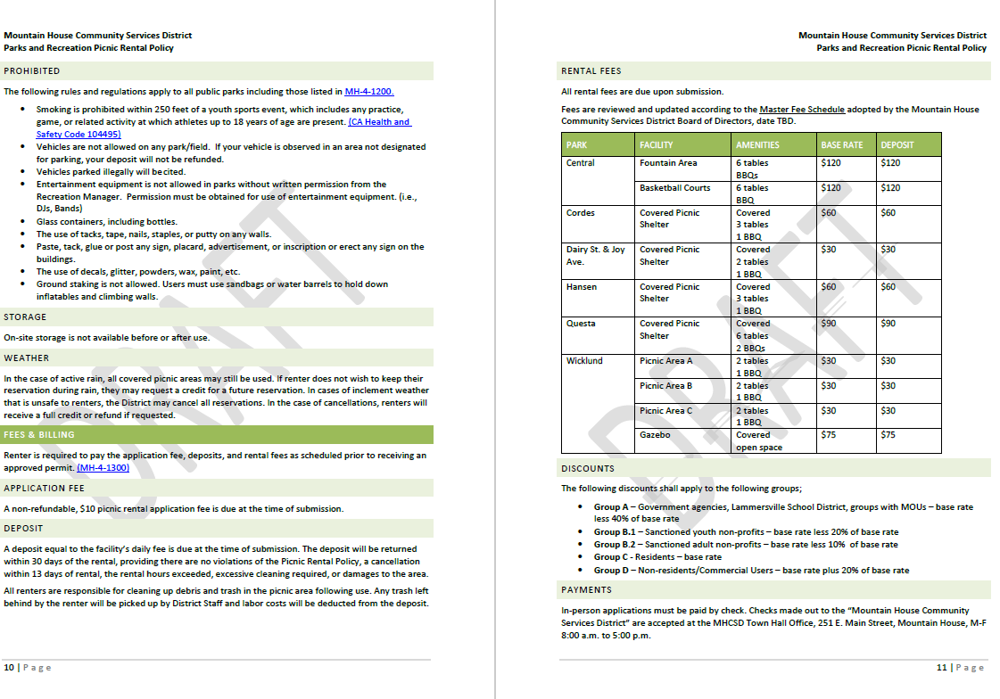 Mountain House Community Services District
Parks and Recreation Picnic Rental Policy
PROHIBITED
The following rules and regulations apply to all public parks including those listed in MH-4-1200.
• Smoking is prohibited within 250 feet of a youth sports event, which includes any practice,
game, or related activity at which athletes up to 18 years of age are present. (CA Health and
Safety Code 104495)
• Vehicles are not allowed on any park/field. If your vehicle is observed in an area not designated
for parking, your deposit will not be refunded.
• Vehicles parked illegally will be cited.
• Entertainment equipment is not allowed in parks without written permission from the
Recreation Manager. Permission must be obtained for use of entertainment equipment. (i.e.,
DJs, Bands)
• Glass containers, including bottles.
• The use of tacks, tape, nails, staples, or putty on any walls.
• Paste, tack, glue or post any sign, placard, advertisement, or inscription or erect any sign on the
buildings.
• The use of decals, glitter, powders, wax, paint, etc.
• Ground staking is not allowed. Users must use sandbags or water barrels to hold down
inflatables and climbing walls.
STORAGE
On-site storage is not available before or after use.
WEATHER
In the case of active rain, all covered picnic areas may still be used. If renter does not wish to keep their
reservation during rain, they may request a credit for a future reservation. In cases of inclement weather
that is unsafe to renters, the District may cancel all reservations. In the case of cancellations, renters will
receive a full credit or refund if requested.
FEES & BILLING
Renter is required to pay the application fee, deposits, and rental fees as scheduled prior to receiving an
approved permit. (MH-4-1300)
APPLICATION FEE
A non-refundable, $10 picnic rental application fee is due at the time of submission.
DEPOSIT
A deposit equal to the facility's daily fee is due at the time of submission. The deposit will be returned
within 30 days of the rental, providing there are no violations of the Picnic Rental Policy, a cancellation
within 13 days of rental, the rental hours exceeded, excessive cleaning required, or damages to the area.
All renters are responsible for cleaning up debris and trash in the picnic area following use. Any trash left
behind by the renter will be picked up by District Staff and labor costs will be deducted from the deposit.
10 | Page
DRAFT
Mountain House Community Services District
Parks and Recreation Picnic Rental Policy
RENTAL FEES
All rental fees are due upon submission.
Fees are reviewed and updated according to the Master Fee Schedule adopted by the Mountain House
Community Services District Board of Directors, date TBD.
PARK FACILITY AMENITIES BASE RATE DEPOSIT
Central Fountain Area 6 tables $120 $120
BBQs
Basketball Courts 6 tables $120 $120
BBQ
Cordes Covered Picnic Covered $60 $60
Shelter 3 tables
1 BBQ
Dairy St. & Joy Covered Picnic Covered $30 $30
Ave. Shelter 2 tables
1 BBQ
Hansen Covered Picnic Covered $60 $60
Shelter 3 tables
1 BBQ
Questa Covered Picnic Covered $90 $90
Shelter 6 tables
2 BBQs
Wicklund Picnic Area A 2 tables $30 $30
1 BBQ
Picnic Area B 2 tables $30 $30
1 BBQ
Picnic Area C 2 tables $30 $30
1 BBQ
Gazebo Covered $75 $75
open space
DISCOUNTS
The following discounts shall apply to the following groups;
• Group A – Government agencies, Lammersville School District, groups with MOUs – base rate
less 40% of base rate
• Group B.1 – Sanctioned youth non-profits – base rate less 20% of base rate
• Group B.2 – Sanctioned adult non-profits – base rate less 10% of base rate
• Group C - Residents – base rate
• Group D – Non-residents/Commercial Users – base rate plus 20% of base rate
PAYMENTS
In-person applications must be paid by check. Checks made out to the "Mountain House Community
Services District" are accepted at the MHCSD Town Hall Office, 251 E. Main Street, Mountain House, M-F
8:00 a.m. to 5:00 p.m.
11 | Page
DRAFT